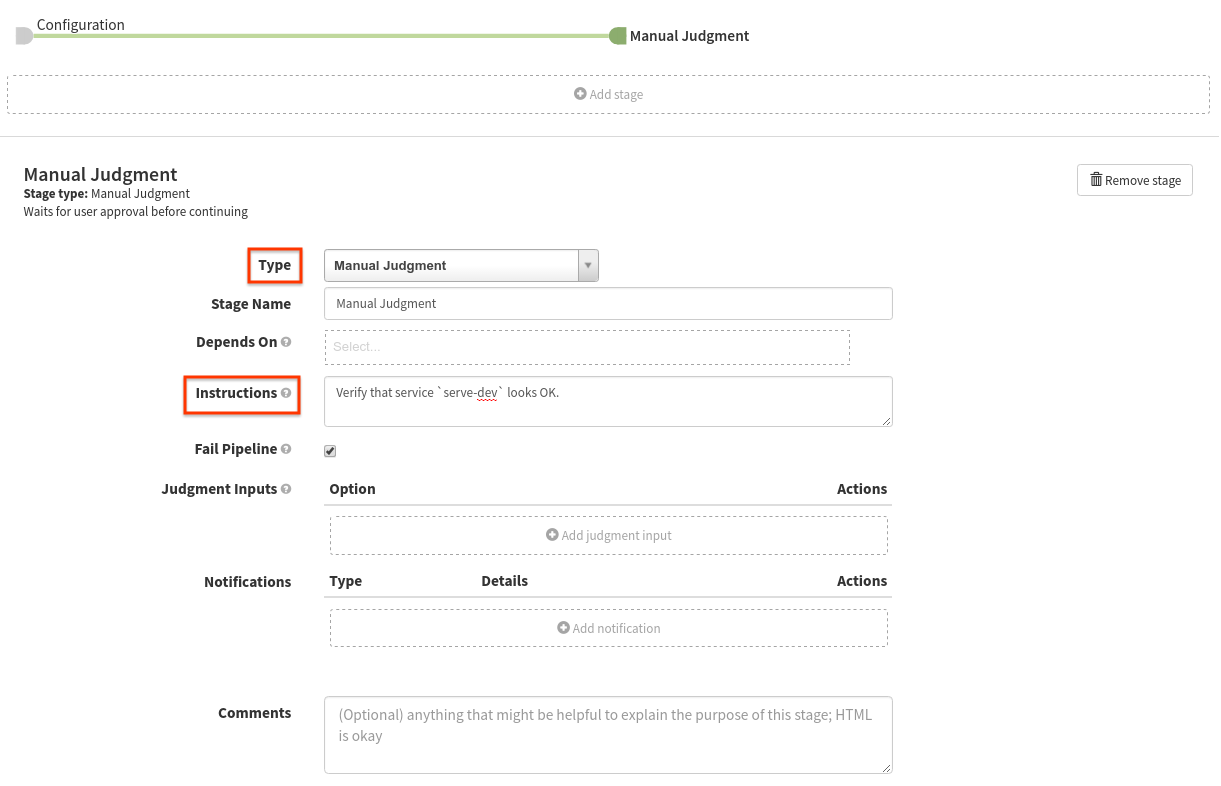 Configuration
Manual Judgment
Add stage
Manual Judgment
Stage type: Manual Judgment
Waits for user approval before continuing
Remove stage
Type Manual Judgment
Stage Name Manual Judgment
Depends On Select...
Instructions Verify that service `serve-dev` looks OK.
Fail Pipeline
Judgment Inputs Option Actions
Add judgment input
Notifications Type Details Actions
Add notification
Comments (Optional) anything that might be helpful to explain the purpose of this stage; HTML
is okay